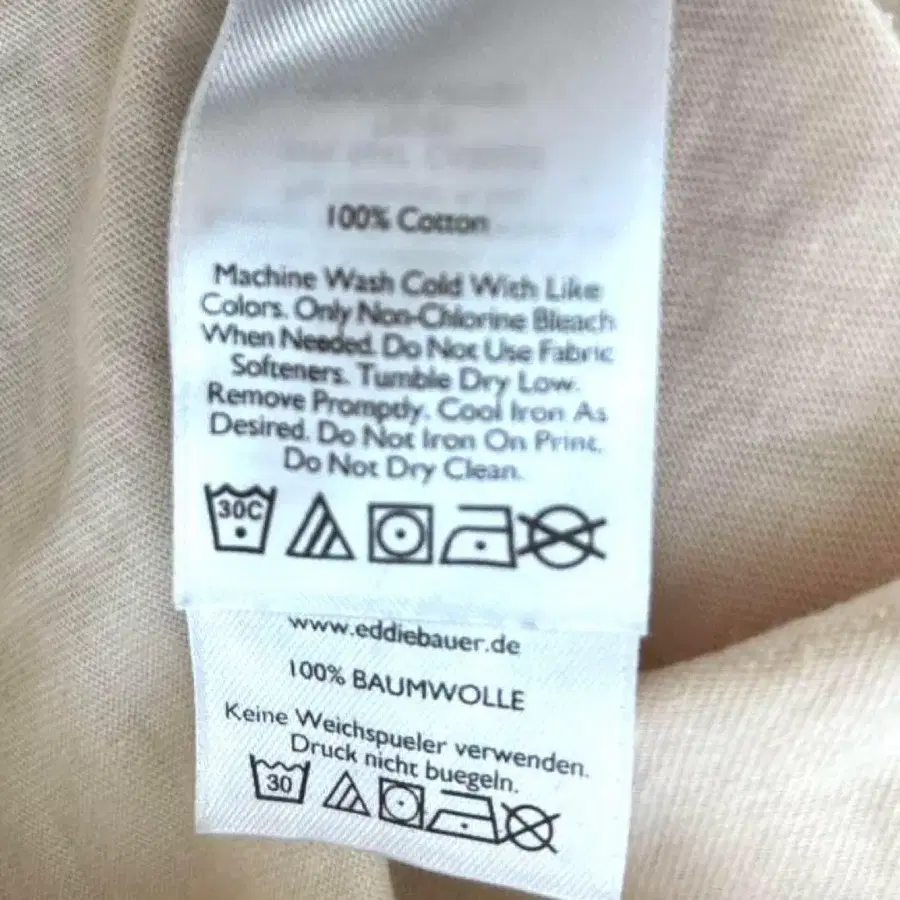 100% Cotton
Machine Wash Cold With Like
Colors. Only Non-Chlorine Bleach
When Needed. Do Not Use Fabric
Softeners. Tumble Dry Low.
Remove Promptly. Cool Iron As
Desired. Do Not Iron On Print.
Do Not Dry Clean.
30C
www.eddiebauer.de
100% BAUMWOLLE
Keine Weichspueler verwenden.
Druck nicht buegeln.
30